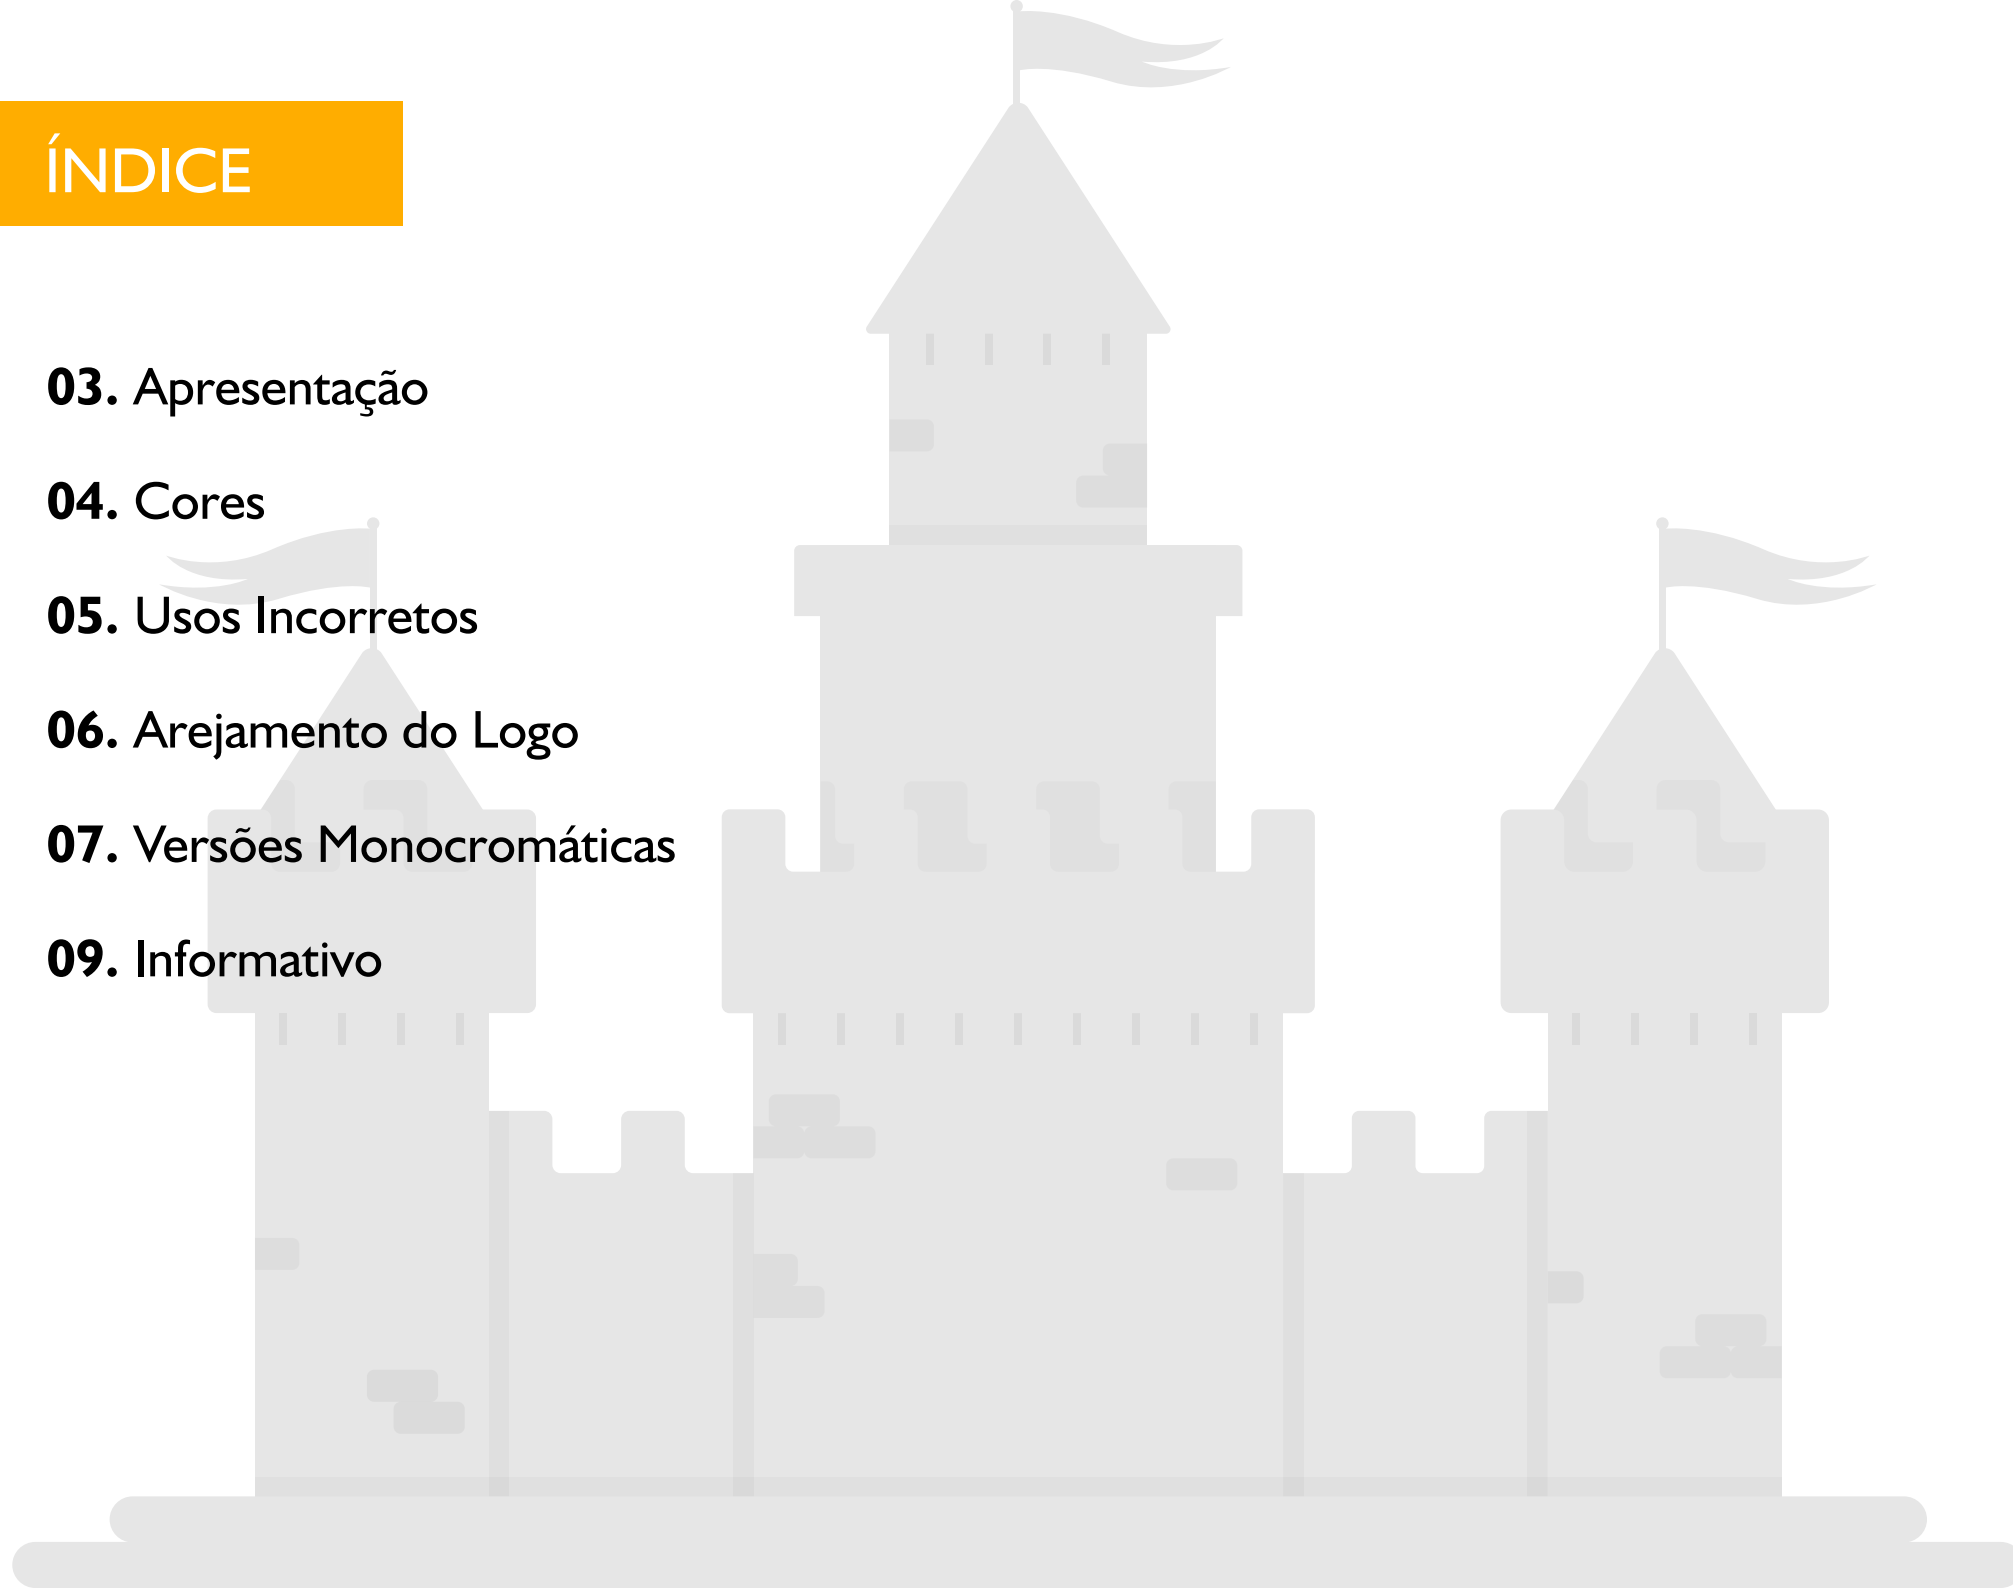 ÍNDICE
03. Apresentação
04. Cores
05. Usos Incorretos
06. Arejamento do Logo
07. Versões Monocromáticas
09. Informativo